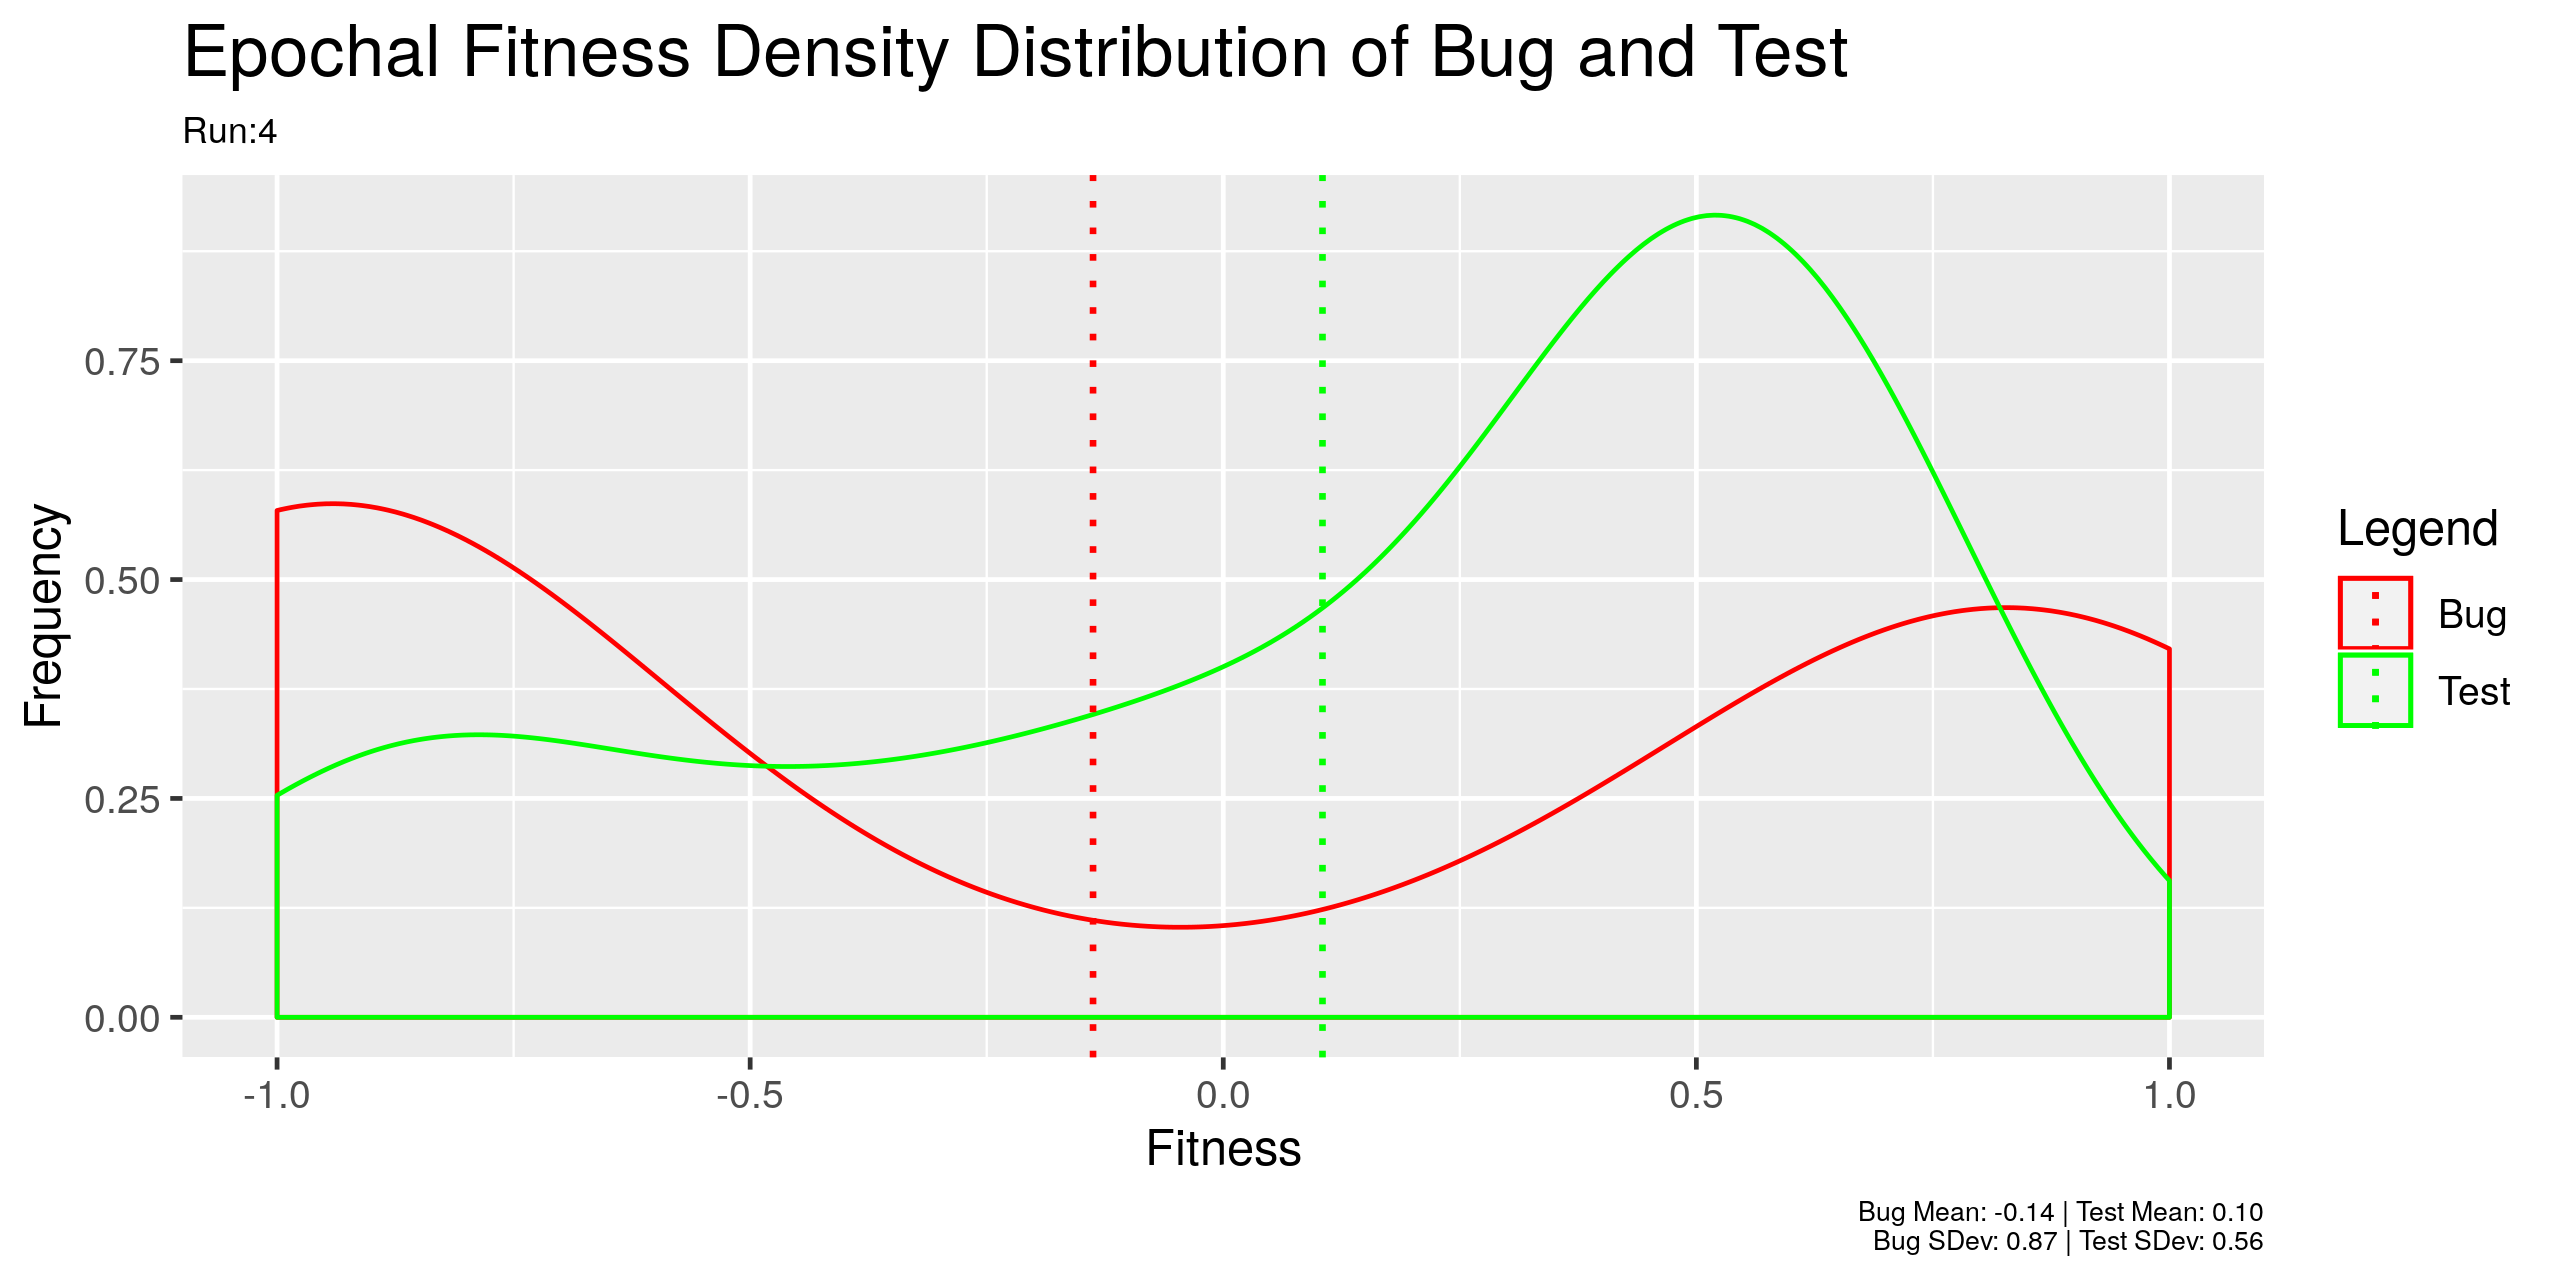 Epochal Fitness Density Distribution of Bug and Test
Run:4
Frequency
0.75
0.50
0.25
0.00
-1.0
-0.5
0.0
0.5
1.0
Fitness
Legend
Bug
Test
Bug Mean: -0.14 | Test Mean: 0.10
Bug SDev: 0.87 | Test SDev: 0.56